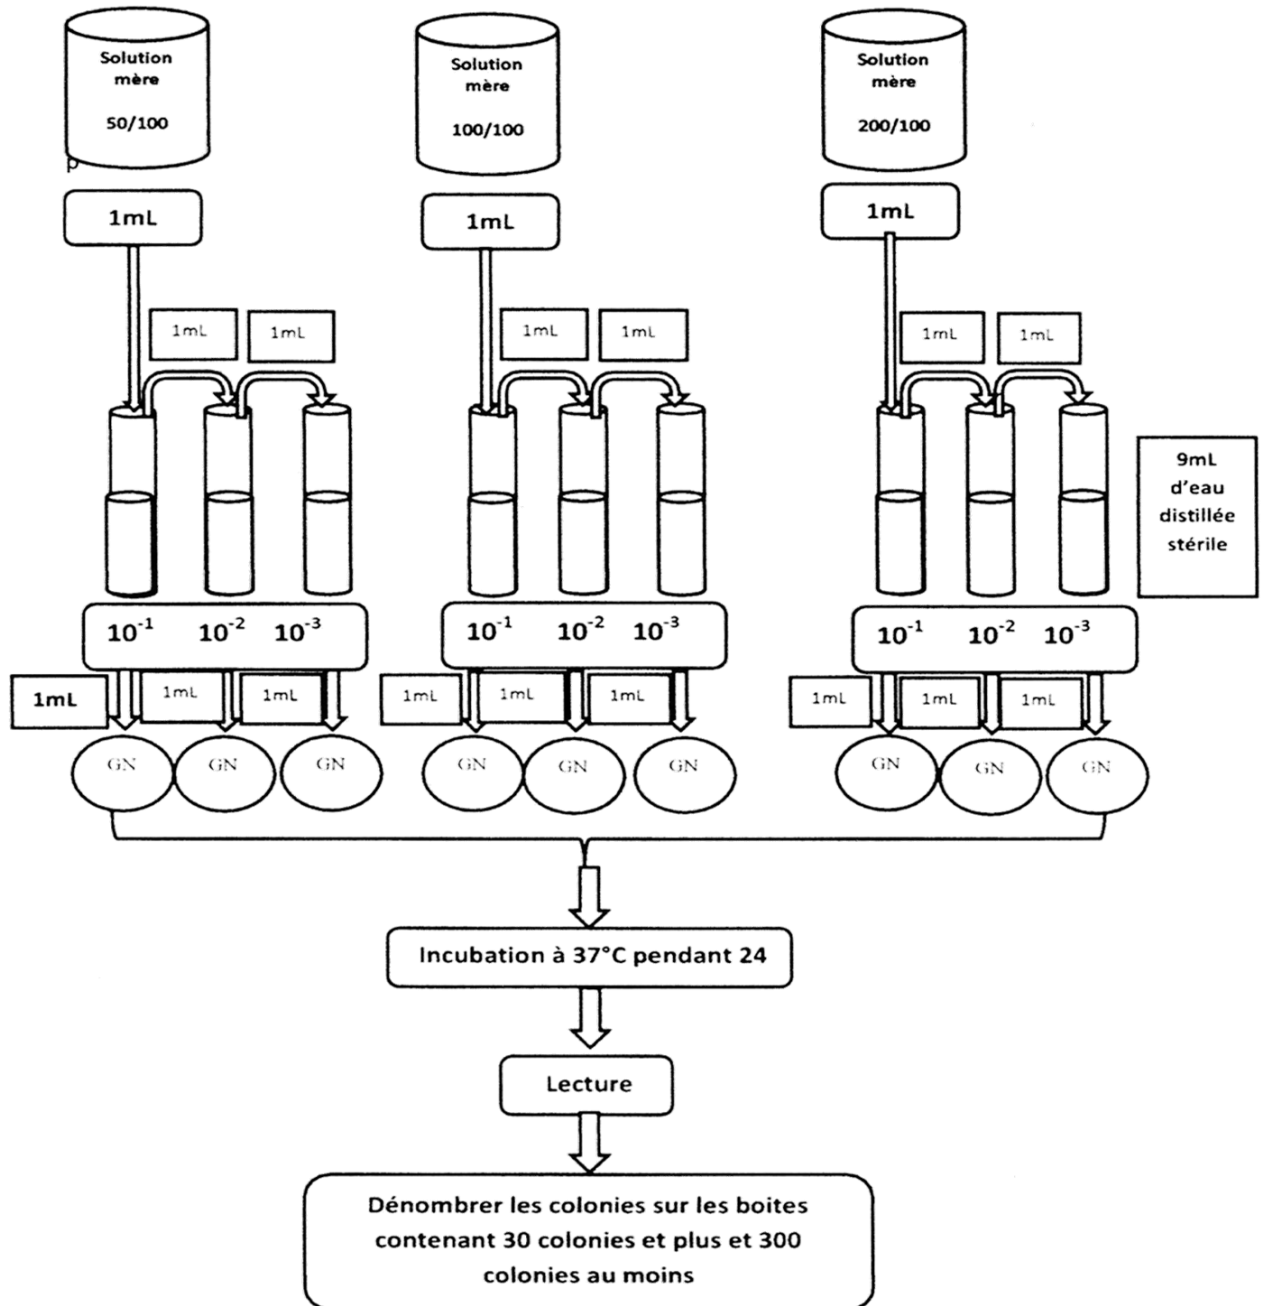 Solution
mère
50/100
p
Solution
mère
100/100
Solution
mère
200/100
1mL
1mL
1mL
1mL
1mL
1mL
1mL
1mL
1mL
9mL
d'eau
distillée
stérile
10-1 10-2 10-3
10-1 10-2 10-3
10-1 10-2 10-3
1mL
1mL
1mL
1mL
1mL
1mL
1mL
1mL
1mL
GN
GN
GN
GN
GN
GN
GN
GN
GN
Incubation à 37°C pendant 24
Lecture
Dénombrer les colonies sur les boites
contenant 30 colonies et plus et 300
colonies au moins